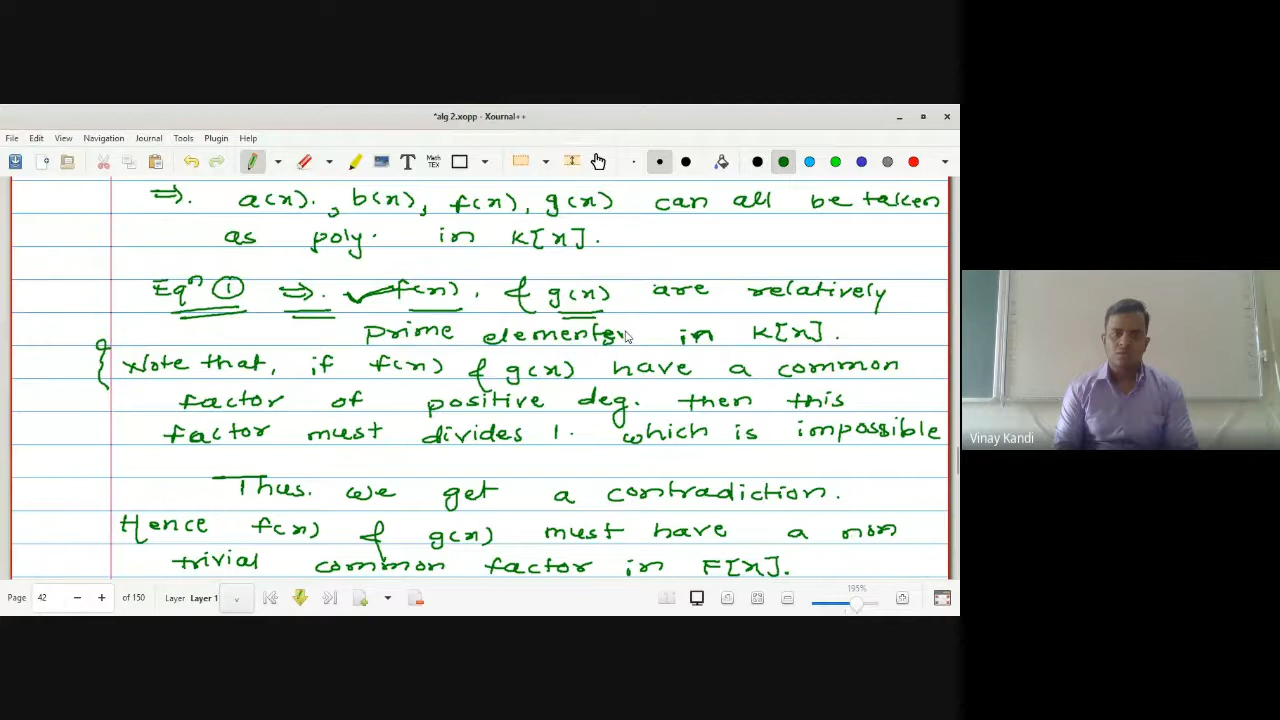 *alg 2.xopp - Xournal++
File Edit View Navigation Journal Tools Plugin Help
⇒. a(x)., b(x), f(x), g(x) can all be taken
as poly. in K[x].
Eqⁿ ① ⇒. f(x), & g(x) are relatively
prime elements in K[x].
Note that, if f(x) & g(x) have a common
factor of positive deg. then this
factor must divides 1. which is impossible
Thus. we get a contradiction.
Hence f(x) & g(x) must have a non
trivial common factor in F[x].
Page 42 of 150 Layer Layer 1 195%
Vinay Kandi